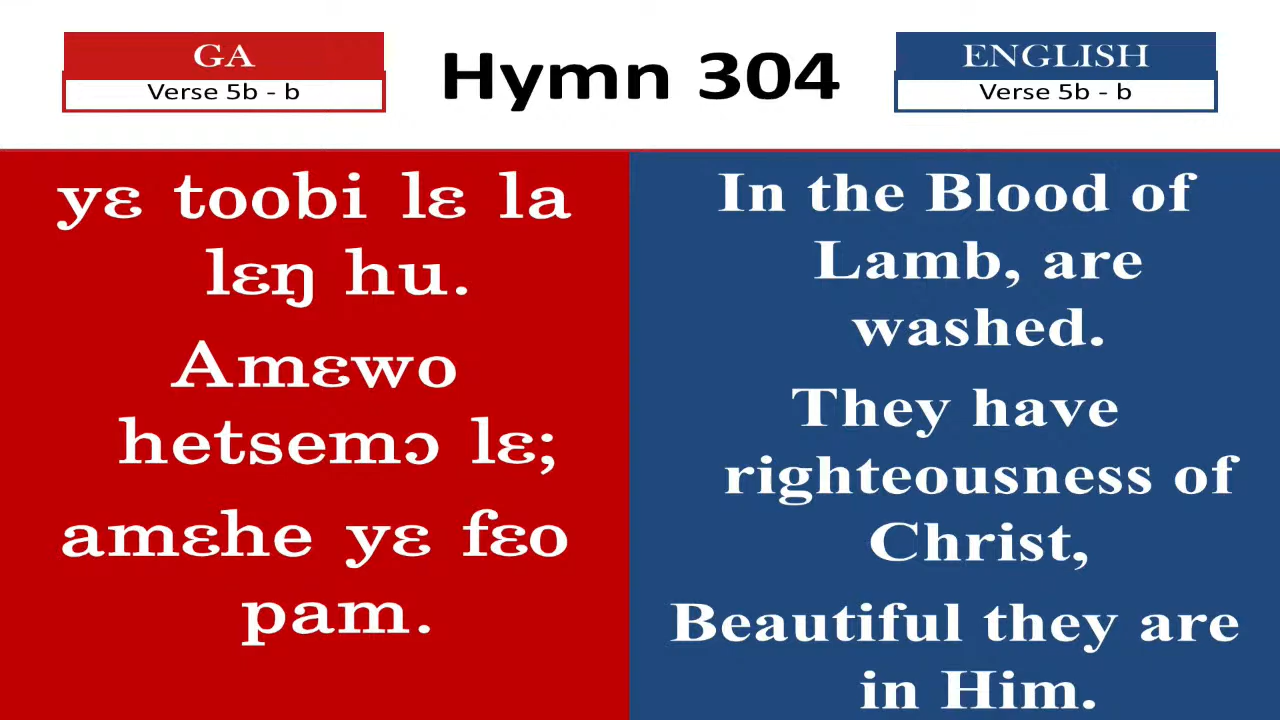 GA
Verse 5b - b
Hymn 304
ENGLISH
Verse 5b - b
yɛ toobi lɛ la
lɛŋ hu.
Amɛwo
hetsemɔ lɛ;
amɛhe yɛ fɛo
pam.
In the Blood of
Lamb, are
washed.
They have
righteousness of
Christ,
Beautiful they are
in Him.